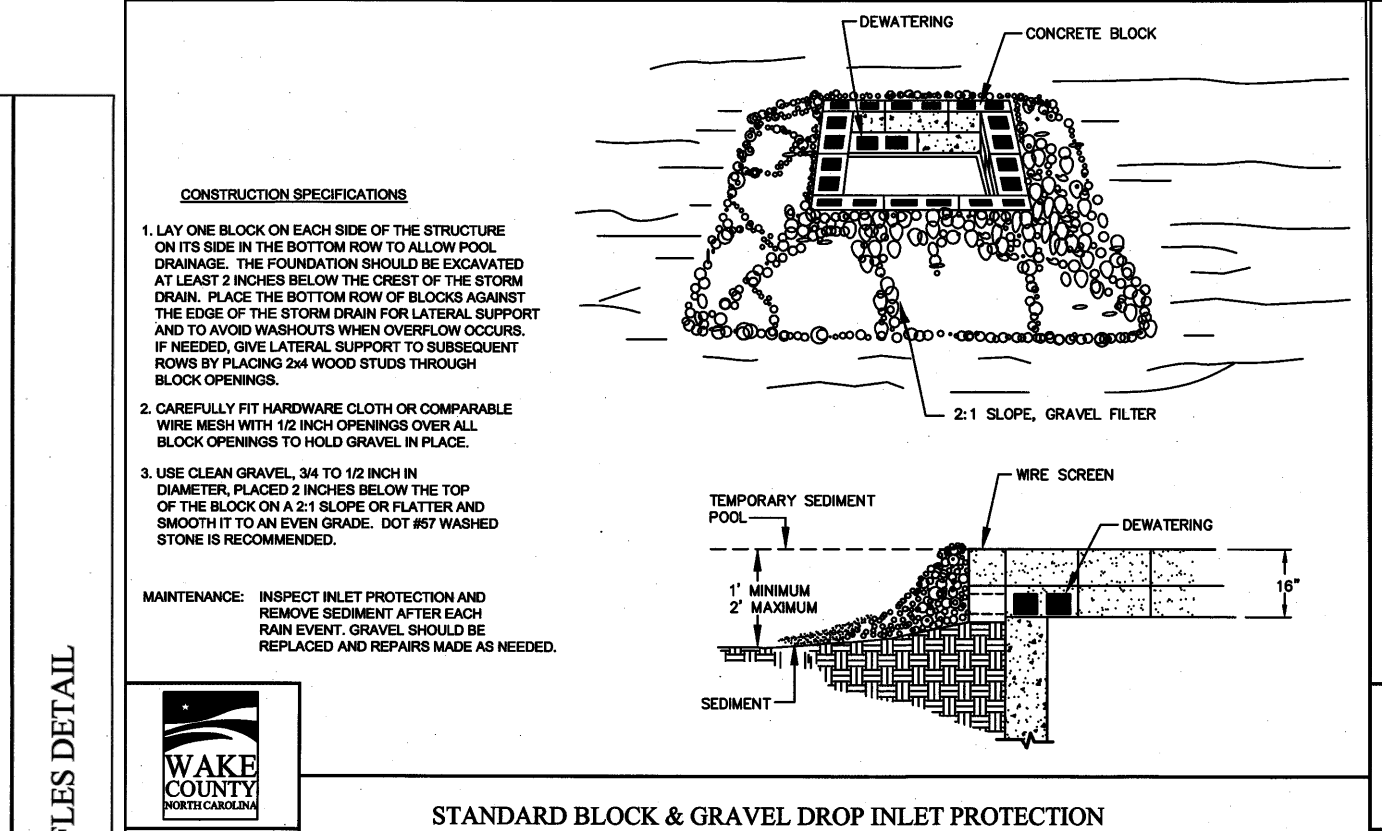 DEWATERING
CONCRETE BLOCK
CONSTRUCTION SPECIFICATIONS
1. LAY ONE BLOCK ON EACH SIDE OF THE STRUCTURE
ON ITS SIDE IN THE BOTTOM ROW TO ALLOW POOL
DRAINAGE. THE FOUNDATION SHOULD BE EXCAVATED
AT LEAST 2 INCHES BELOW THE CREST OF THE STORM
DRAIN. PLACE THE BOTTOM ROW OF BLOCKS AGAINST
THE EDGE OF THE STORM DRAIN FOR LATERAL SUPPORT
AND TO AVOID WASHOUTS WHEN OVERFLOW OCCURS.
IF NEEDED, GIVE LATERAL SUPPORT TO SUBSEQUENT
ROWS BY PLACING 2x4 WOOD STUDS THROUGH
BLOCK OPENINGS.
2. CAREFULLY FIT HARDWARE CLOTH OR COMPARABLE
WIRE MESH WITH 1/2 INCH OPENINGS OVER ALL
BLOCK OPENINGS TO HOLD GRAVEL IN PLACE.
3. USE CLEAN GRAVEL, 3/4 TO 1/2 INCH IN
DIAMETER, PLACED 2 INCHES BELOW THE TOP
OF THE BLOCK ON A 2:1 SLOPE OR FLATTER AND
SMOOTH IT TO AN EVEN GRADE. DOT #57 WASHED
STONE IS RECOMMENDED.
MAINTENANCE: INSPECT INLET PROTECTION AND
REMOVE SEDIMENT AFTER EACH
RAIN EVENT. GRAVEL SHOULD BE
REPLACED AND REPAIRS MADE AS NEEDED.
2:1 SLOPE, GRAVEL FILTER
WIRE SCREEN
TEMPORARY SEDIMENT
POOL
DEWATERING
1' MINIMUM
2' MAXIMUM
16"
SEDIMENT
WAKE
COUNTY
NORTH CAROLINA
STANDARD BLOCK & GRAVEL DROP INLET PROTECTION
FLES DETAIL